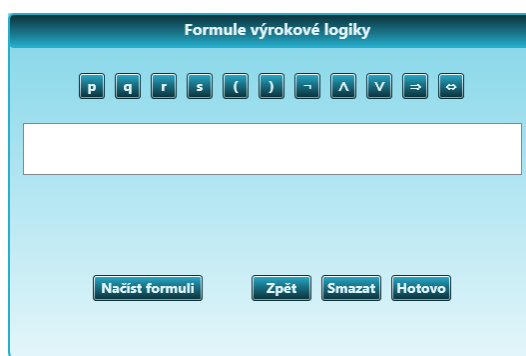 Formule výrokové logiky
p q r s ( ) ¬ ∧ ∨ ⇒ ⇔
Načíst formuli Zpět Smazat Hotovo